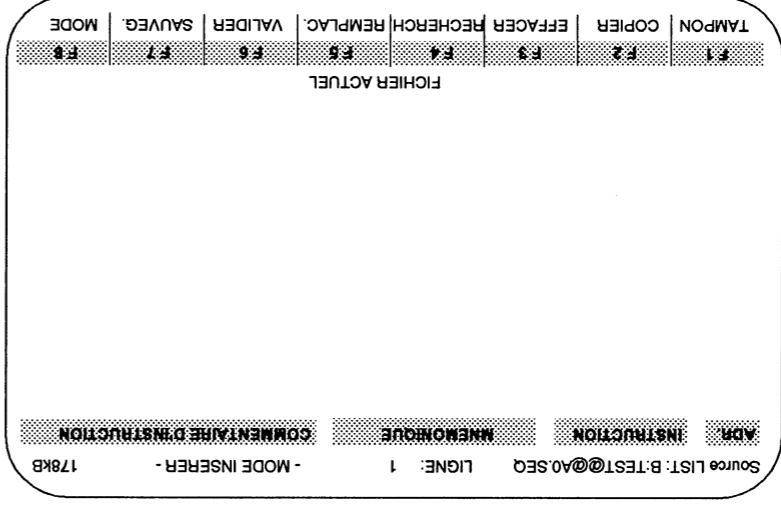 Source LIST: B:TEST@@A0.SEQ LIGNE: 1 - MODE INSERER - 178kB
ADR. INSTRUCTION MNEMONIQUE COMMENTAIRE D'INSTRUCTION
FICHIER ACTUEL
F1 F2 F3 F4 F5 F6 F7 F8
TAMPON COPIER EFFACER RECHERCH REMPLAC. VALIDER SAUVEG. MODE